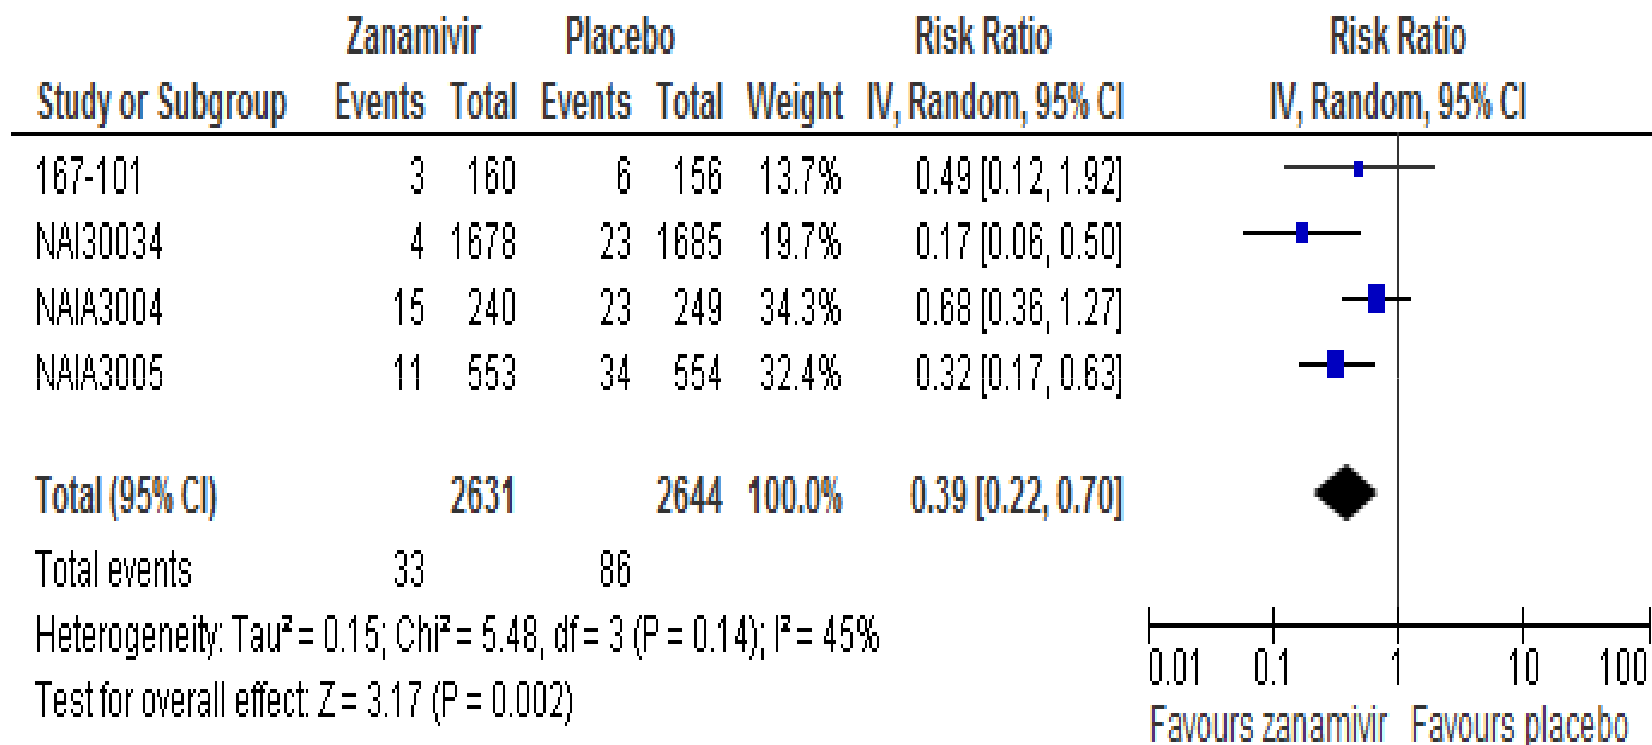 Zanamivir Placebo Risk Ratio Risk Ratio
Study or Subgroup Events Total Events Total Weight IV, Random, 95% CI IV, Random, 95% CI
167-101 3 160 6 156 13.7% 0.49 [0.12, 1.92]
NAI30034 4 1678 23 1685 19.7% 0.17 [0.06, 0.50]
NAIA3004 15 240 23 249 34.3% 0.68 [0.36, 1.27]
NAIA3005 11 553 34 554 32.4% 0.32 [0.17, 0.63]
Total (95% CI) 2631 2644 100.0% 0.39 [0.22, 0.70]
Total events 33 86
Heterogeneity: Tau² = 0.15; Chi² = 5.48, df = 3 (P = 0.14); I² = 45%
Test for overall effect: Z = 3.17 (P = 0.002)
0.01 0.1 1 10 100
Favours zanamivir Favours placebo